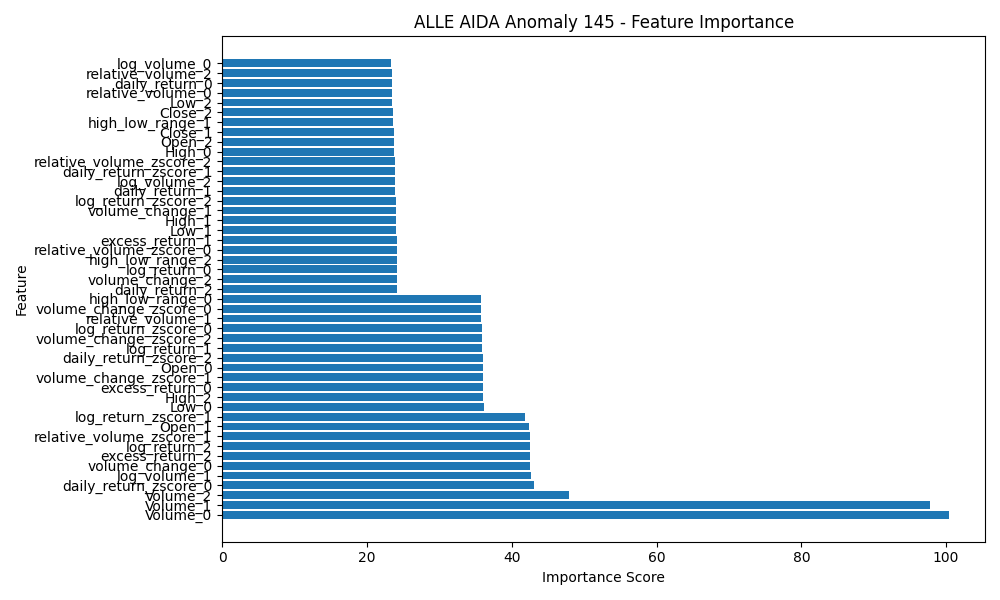 ALLE AIDA Anomaly 145 - Feature Importance
log_volume_0
relative_volume_2
daily_return_0
relative_volume_0
Low_2
Close_2
high_low_range_1
Close_1
Open_2
High_0
relative_volume_zscore_2
daily_return_zscore_1
log_volume_2
daily_return_1
log_return_zscore_2
volume_change_1
High_1
Low_1
excess_return_1
relative_volume_zscore_0
high_low_range_2
log_return_0
volume_change_2
daily_return_2
high_low_range_0
volume_change_zscore_0
relative_volume_1
log_return_zscore_0
volume_change_zscore_2
log_return_1
daily_return_zscore_2
Open_0
volume_change_zscore_1
excess_return_0
High_2
Low_0
log_return_zscore_1
Open_1
relative_volume_zscore_1
log_return_2
excess_return_2
volume_change_0
log_volume_1
daily_return_zscore_0
Volume_2
Volume_1
Volume_0
Feature
0 20 40 60 80 100
Importance Score